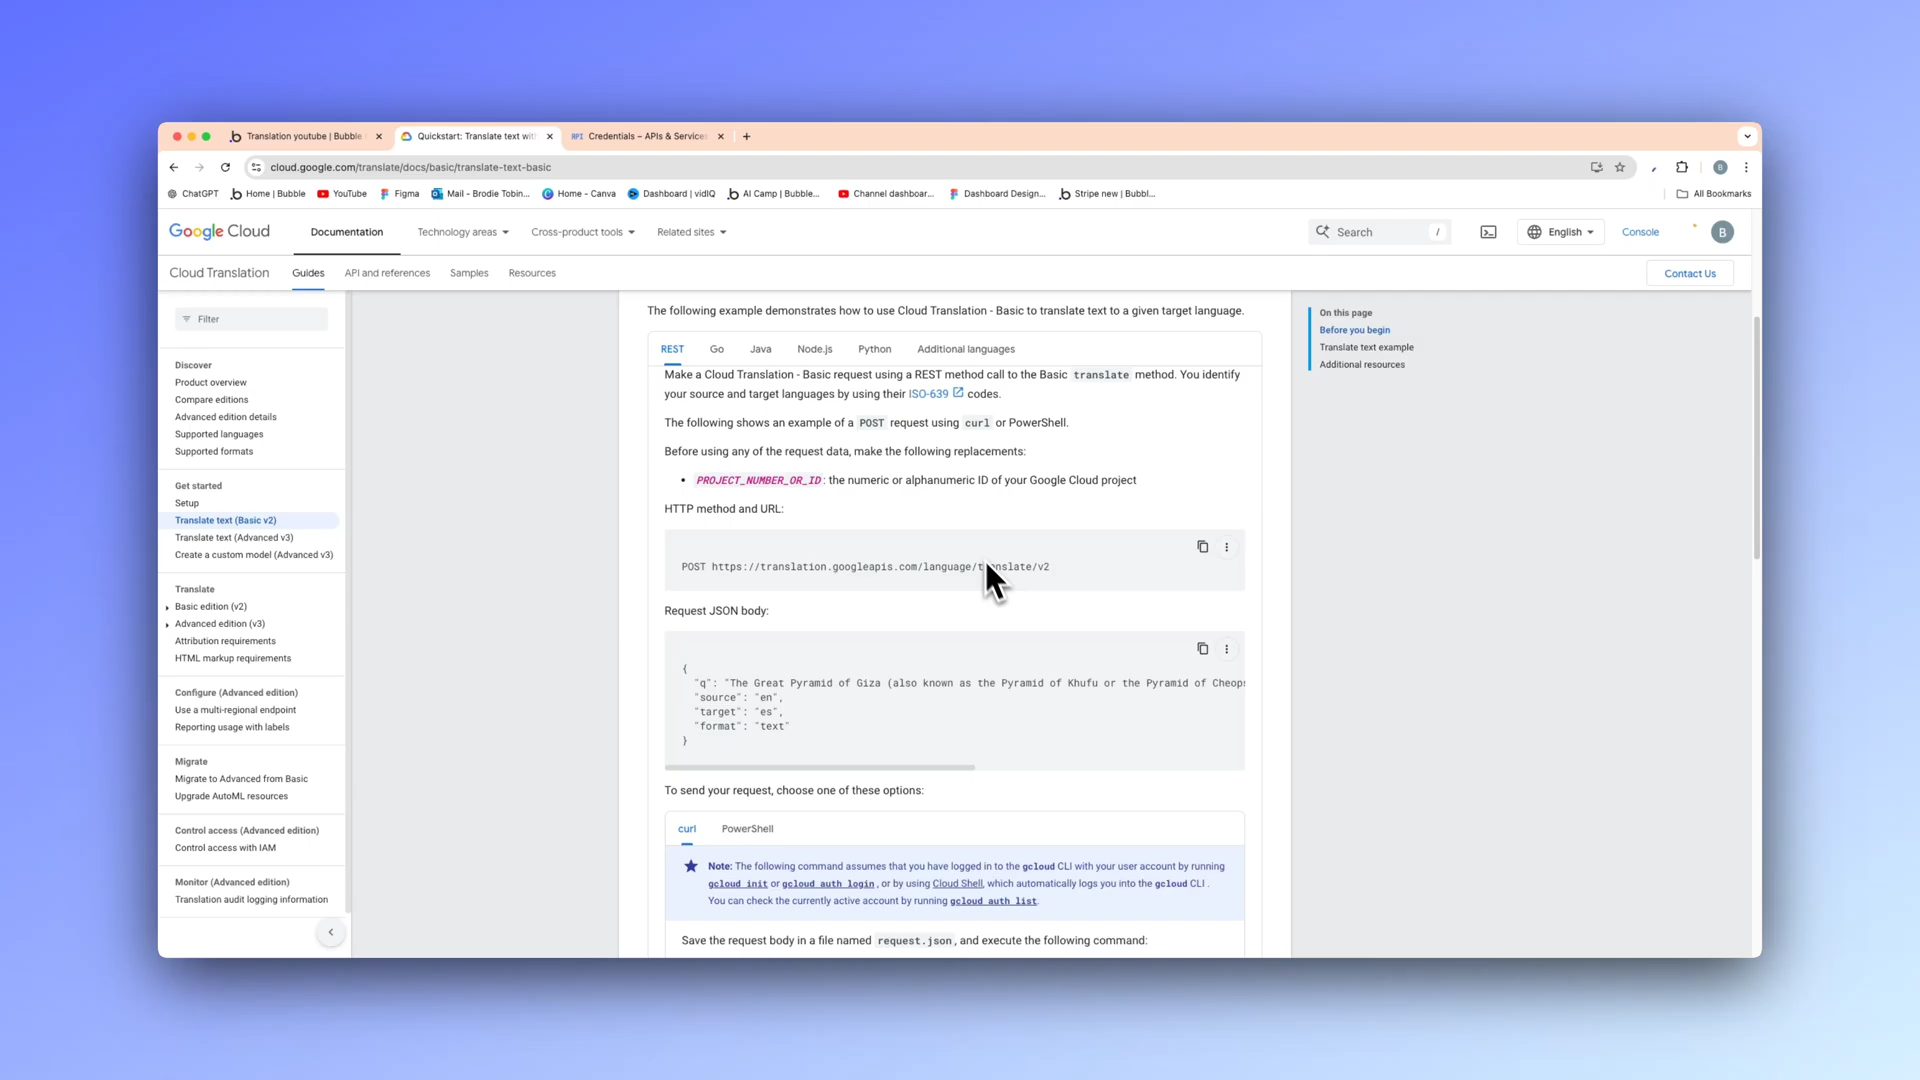 Translation youtube | Bubble
Quickstart: Translate text with
API Credentials – APIs & Services
cloud.google.com/translate/docs/basic/translate-text-basic
ChatGPT
Home | Bubble
YouTube
Figma
Mail - Brodie Tobin...
Home - Canva
Dashboard | vidIQ
AI Camp | Bubble...
Channel dashboar...
Dashboard Design...
Stripe new | Bubbl...
All Bookmarks
Google Cloud
Documentation
Technology areas
Cross-product tools
Related sites
Search /
English
Console
B
Cloud Translation
Guides
API and references
Samples
Resources
Contact Us
Filter
Discover
Product overview
Compare editions
Advanced edition details
Supported languages
Supported formats
Get started
Setup
Translate text (Basic v2)
Translate text (Advanced v3)
Create a custom model (Advanced v3)
Translate
Basic edition (v2)
Advanced edition (v3)
Attribution requirements
HTML markup requirements
Configure (Advanced edition)
Use a multi-regional endpoint
Reporting usage with labels
Migrate
Migrate to Advanced from Basic
Upgrade AutoML resources
Control access (Advanced edition)
Control access with IAM
Monitor (Advanced edition)
Translation audit logging information
The following example demonstrates how to use Cloud Translation - Basic to translate text to a given target language.
REST Go Java Node.js Python Additional languages
Make a Cloud Translation - Basic request using a REST method call to the Basic translate method. You identify
your source and target languages by using their ISO-639 codes.
The following shows an example of a POST request using curl or PowerShell.
Before using any of the request data, make the following replacements:
• PROJECT_NUMBER_OR_ID: the numeric or alphanumeric ID of your Google Cloud project
HTTP method and URL:
POST https://translation.googleapis.com/language/translate/v2
Request JSON body:
{
"q": "The Great Pyramid of Giza (also known as the Pyramid of Khufu or the Pyramid of Cheops
"source": "en",
"target": "es",
"format": "text"
}
To send your request, choose one of these options:
curl PowerShell
Note: The following command assumes that you have logged in to the gcloud CLI with your user account by running
gcloud init or gcloud auth login , or by using Cloud Shell, which automatically logs you into the gcloud CLI .
You can check the currently active account by running gcloud auth list.
Save the request body in a file named request.json, and execute the following command:
On this page
Before you begin
Translate text example
Additional resources